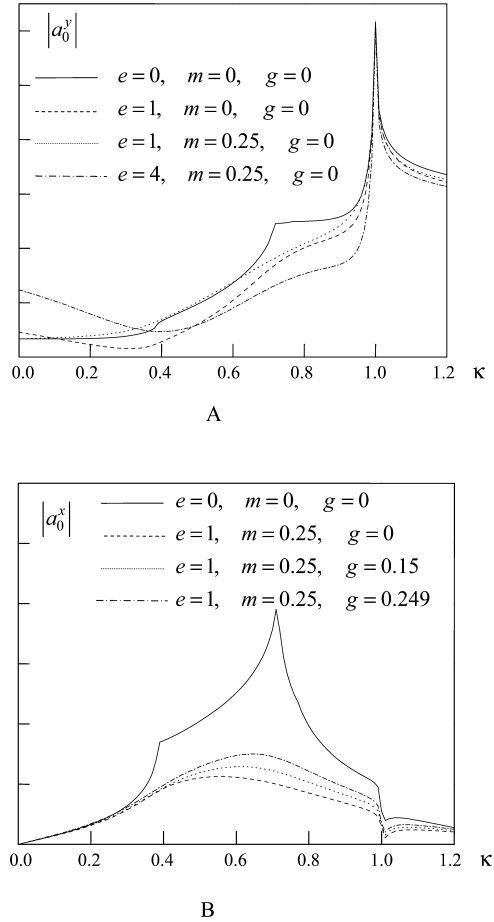 |a₀ʸ|
e=0, m=0, g=0
e=1, m=0, g=0
e=1, m=0.25, g=0
e=4, m=0.25, g=0
0.0 0.2 0.4 0.6 0.8 1.0 1.2 κ
A
|a₀ˣ|
e=0, m=0, g=0
e=1, m=0.25, g=0
e=1, m=0.25, g=0.15
e=1, m=0.25, g=0.249
0.0 0.2 0.4 0.6 0.8 1.0 1.2 κ
B